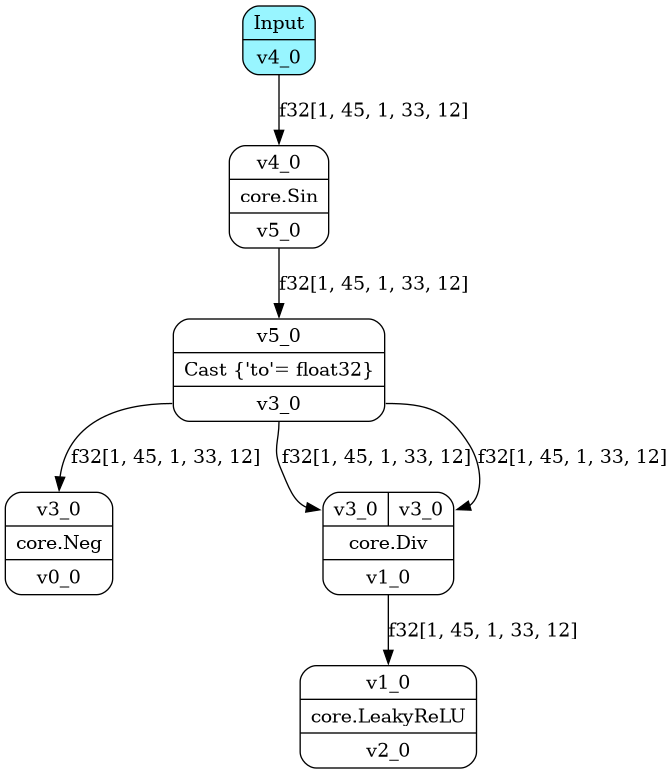 Input
v4_0
f32[1, 45, 1, 33, 12]
v4_0
core.Sin
v5_0
f32[1, 45, 1, 33, 12]
v5_0
Cast {'to'= float32}
v3_0
f32[1, 45, 1, 33, 12] f32[1, 45, 1, 33, 12] f32[1, 45, 1, 33, 12]
v3_0 v3_0 v3_0
core.Neg core.Div
v0_0 v1_0
f32[1, 45, 1, 33, 12]
v1_0
core.LeakyReLU
v2_0